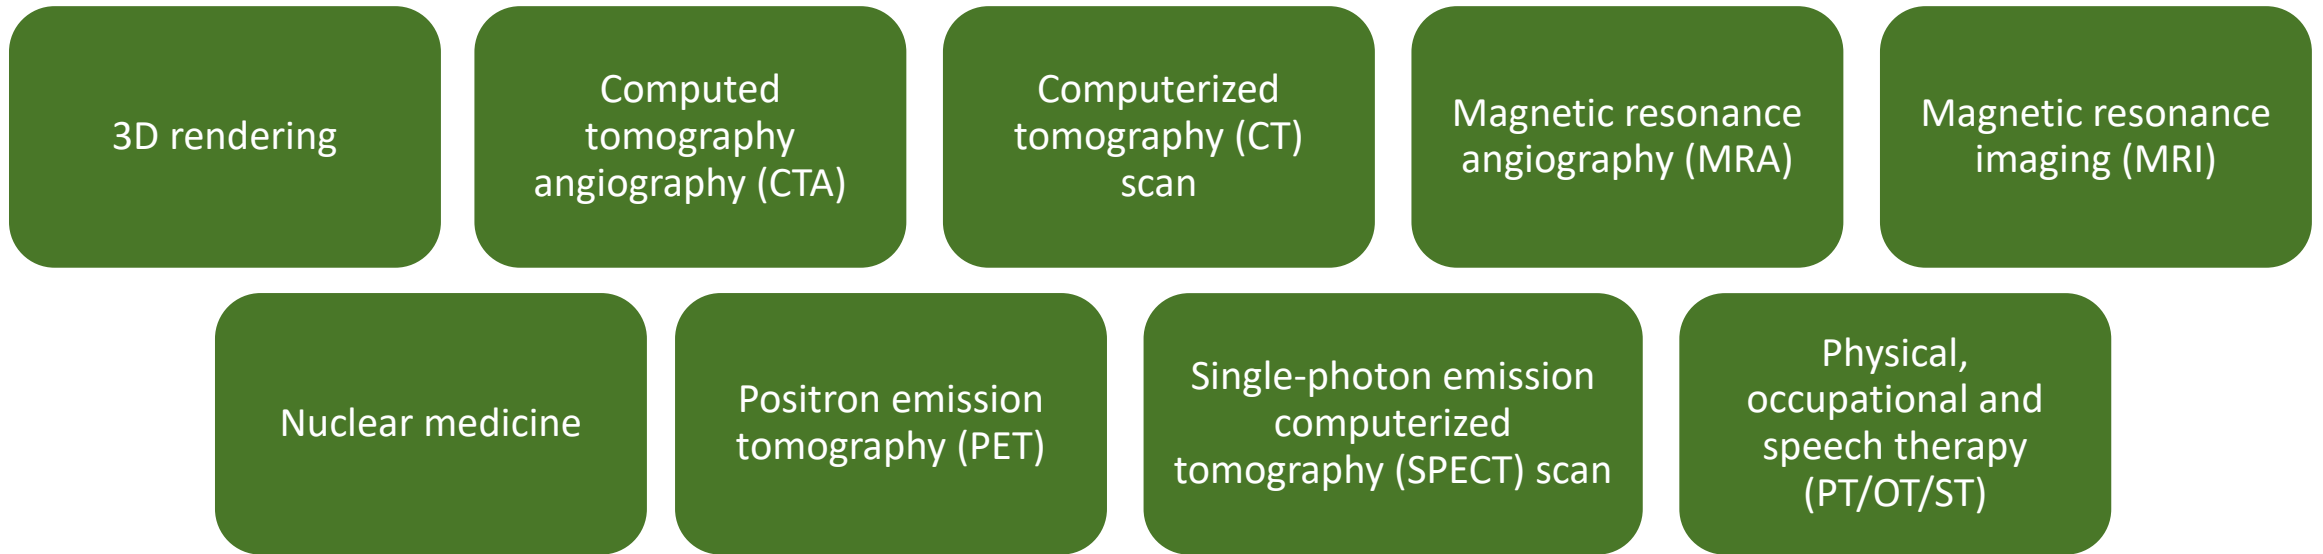 3D rendering
Computed
tomography
angiography (CTA)
Computerized
tomography (CT)
scan
Magnetic resonance
angiography (MRA)
Magnetic resonance
imaging (MRI)
Nuclear medicine
Positron emission
tomography (PET)
Single-photon emission
computerized
tomography (SPECT) scan
Physical,
occupational and
speech therapy
(PT/OT/ST)